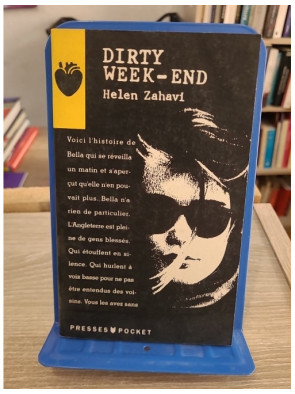 DIRTY
WEEK-END
Helen Zahavi
Voici l'histoire de
Bella qui se réveilla
un matin et s'aper-
çut qu'elle n'en pou-
vait plus. Bella n'a
rien de particulier.
L'Angleterre est plei-
ne de gens blessés.
Qui étouffent en si-
lence. Qui hurlent à
voix basse pour ne pas
être entendus des voi-
sins. Vous les avez sans
PRESSES POCKET